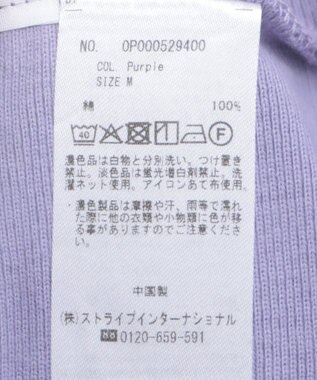 NO. OP000529400
COL. Purple
SIZE M
綿 100%
40 F
濃色品は白物と分別洗い。つけ置き
禁止。淡色品は蛍光増白剤禁止。洗
濯ネット使用。アイロンあて布使用。
・濃色製品は摩擦や汗、雨等で濡れ
た際に他の衣類や小物類に色が移
る事がありますのでご注意くださ
い。
中国製
(株)ストライプインターナショナル
0120-659-591